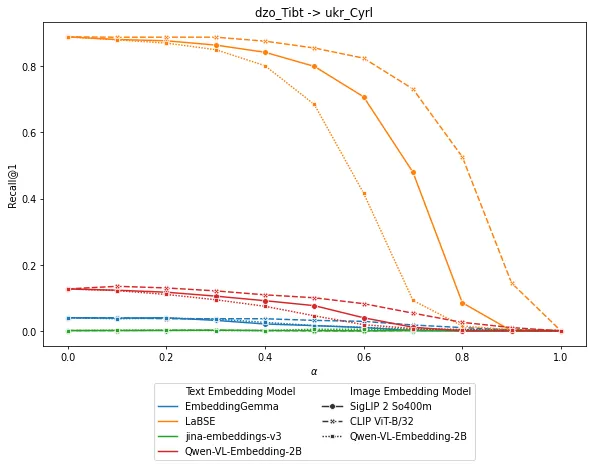 dzo_Tibt -> ukr_Cyrl
Recall@1
0.8
0.6
0.4
0.2
0.0
0.0 0.2 0.4 0.6 0.8 1.0
α
Text Embedding Model
EmbeddingGemma
LaBSE
jina-embeddings-v3
Qwen-VL-Embedding-2B
Image Embedding Model
SigLIP 2 So400m
CLIP ViT-B/32
Qwen-VL-Embedding-2B